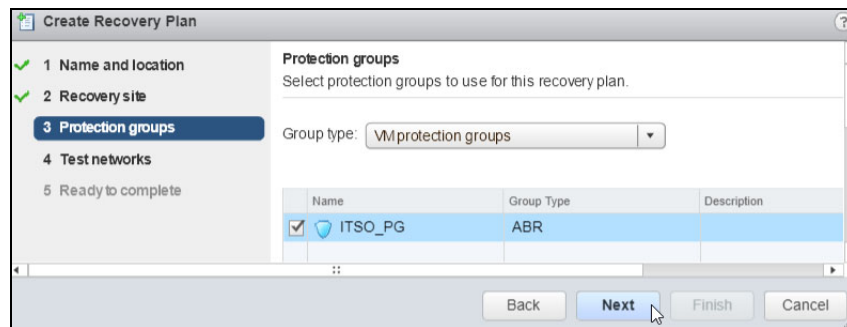 Create Recovery Plan
?
1 Name and location
2 Recovery site
3 Protection groups
4 Test networks
5 Ready to complete
Protection groups
Select protection groups to use for this recovery plan.
Group type: VM protection groups
Name Group Type Description
ITSO_PG ABR
Back Next Finish Cancel